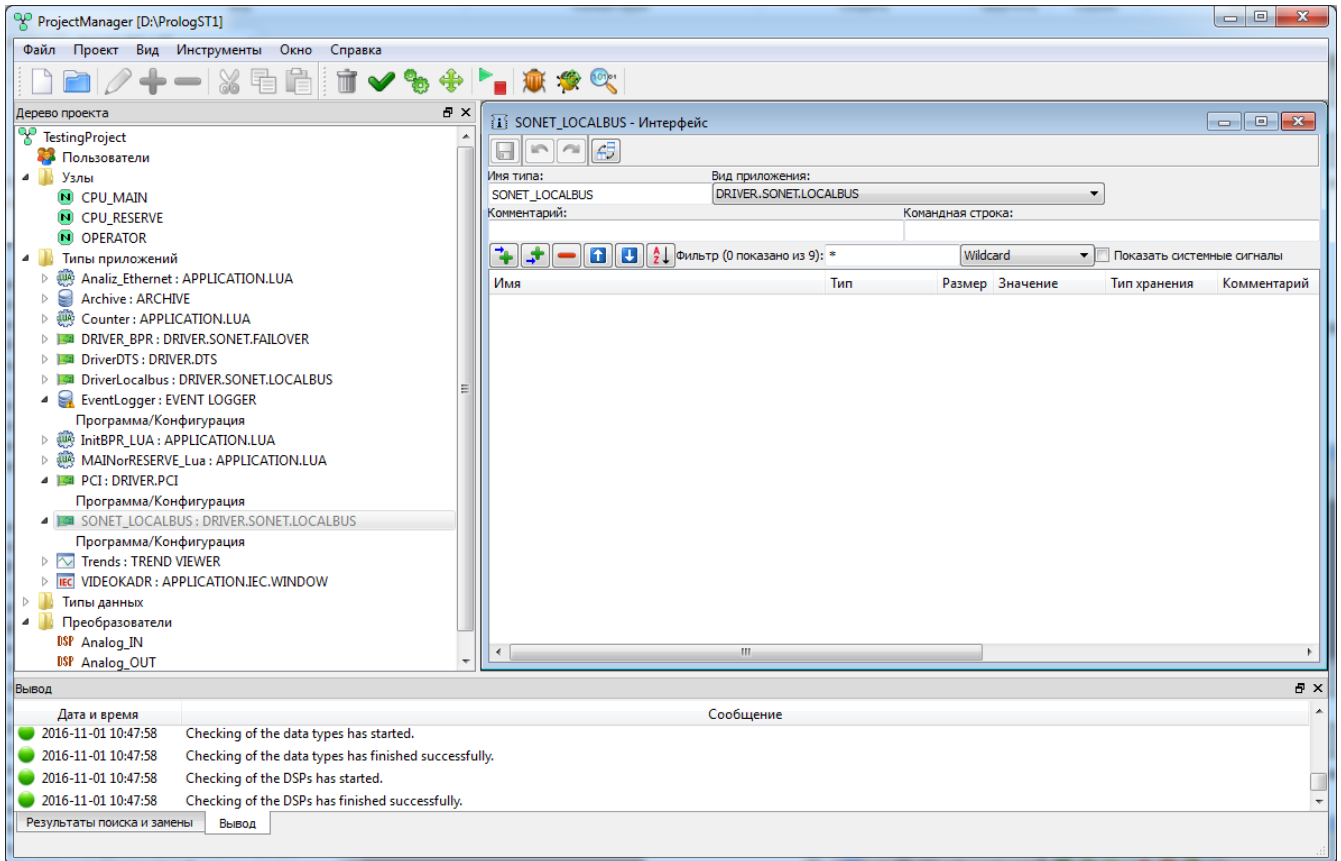 ProjectManager [D:\PrologST1]
Файл Проект Вид Инструменты Окно Справка
Дерево проекта
TestingProject
Пользователи
Узлы
CPU_MAIN
CPU_RESERVE
OPERATOR
Типы приложений
Analiz_Ethernet : APPLICATION.LUA
Archive : ARCHIVE
Counter : APPLICATION.LUA
DRIVER_BPR : DRIVER.SONET.FAILOVER
DriverDTS : DRIVER.DTS
DriverLocalbus : DRIVER.SONET.LOCALBUS
EventLogger : EVENT LOGGER
Программа/Конфигурация
InitBPR_LUA : APPLICATION.LUA
MAINorRESERVE_Lua : APPLICATION.LUA
PCI : DRIVER.PCI
Программа/Конфигурация
SONET_LOCALBUS : DRIVER.SONET.LOCALBUS
Программа/Конфигурация
Trends : TREND VIEWER
IEC VIDEOKADR : APPLICATION.IEC.WINDOW
Типы данных
Преобразователи
DSP Analog_IN
DSP Analog_OUT
SONET_LOCALBUS - Интерфейс
Имя типа: Вид приложения:
SONET_LOCALBUS DRIVER.SONET.LOCALBUS
Комментарий: Командная строка:
Фильтр (0 показано из 9): * Wildcard Показать системные сигналы
Имя Тип Размер Значение Тип хранения Комментарий
Вывод
Дата и время Сообщение
2016-11-01 10:47:58 Checking of the data types has started.
2016-11-01 10:47:58 Checking of the data types has finished successfully.
2016-11-01 10:47:58 Checking of the DSPs has started.
2016-11-01 10:47:58 Checking of the DSPs has finished successfully.
Результаты поиска и замены Вывод